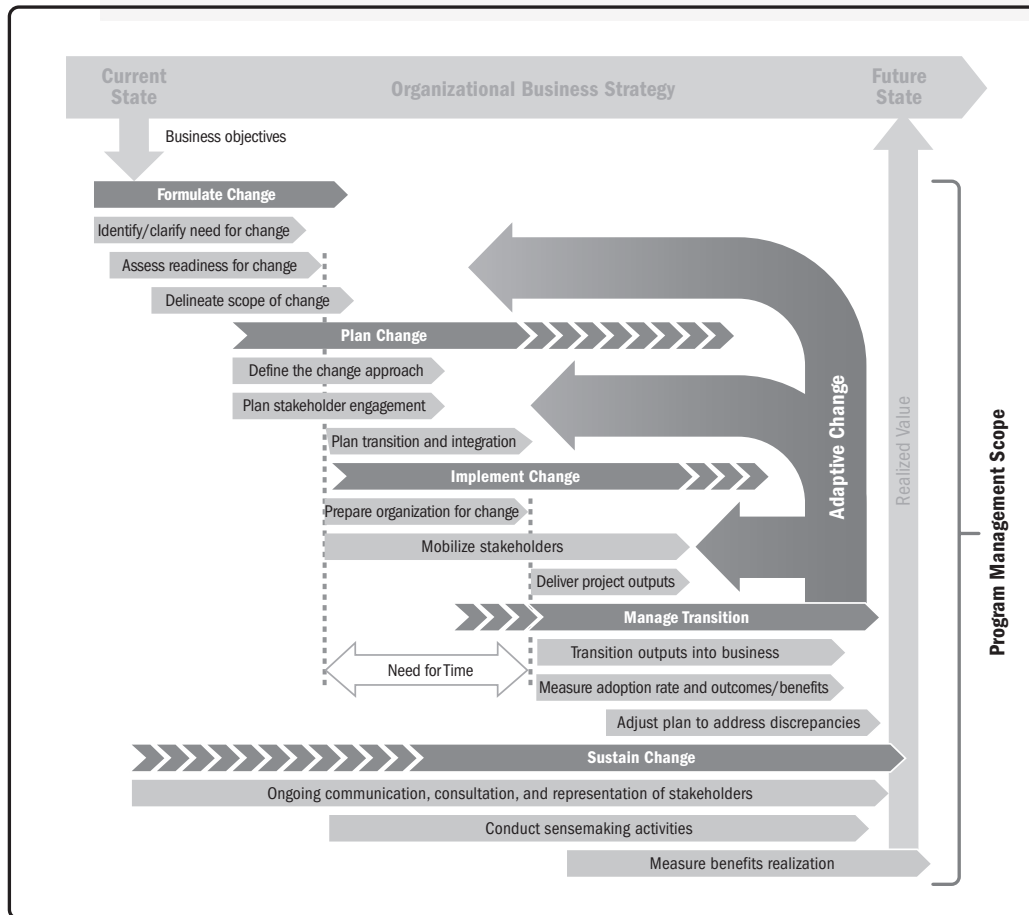 Current
State
Organizational Business Strategy
Future
State
Business objectives
Formulate Change
Identify/clarify need for change
Assess readiness for change
Delineate scope of change
Plan Change
Define the change approach
Plan stakeholder engagement
Plan transition and integration
Implement Change
Prepare organization for change
Mobilize stakeholders
Deliver project outputs
Manage Transition
Need for Time
Transition outputs into business
Measure adoption rate and outcomes/benefits
Adjust plan to address discrepancies
Sustain Change
Ongoing communication, consultation, and representation of stakeholders
Conduct sensemaking activities
Measure benefits realization
Adaptive Change
Realized Value
Program Management Scope